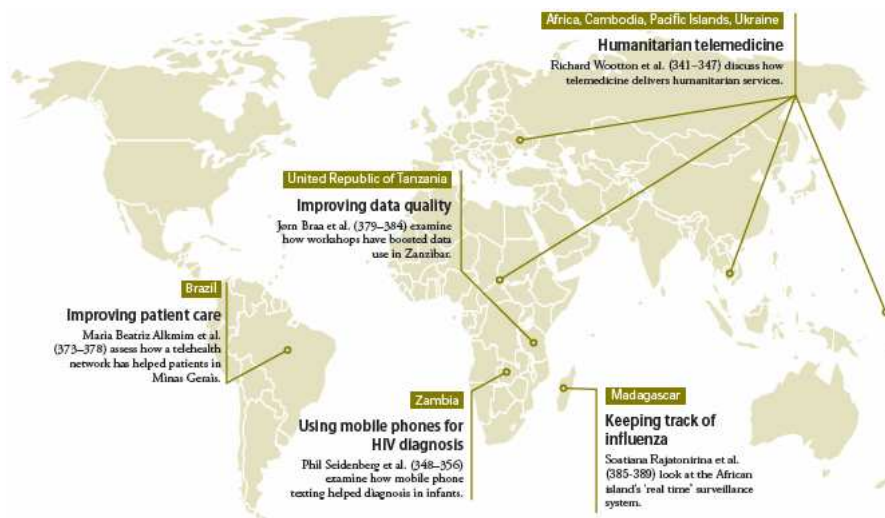 Africa, Cambodia, Pacific Islands, Ukraine
Humanitarian telemedicine
Richard Wootton et al. (341–347) discuss how
telemedicine delivers humanitarian services.
United Republic of Tanzania
Improving data quality
Jørn Braa et al. (379–384) examine
how workshops have boosted data
use in Zanzibar.
Brazil
Improving patient care
Maria Beatriz Alkmim et al.
(373–378) assess how a telehealth
network has helped patients in
Minas Gerais.
Zambia
Using mobile phones for
HIV diagnosis
Phil Seidenberg et al. (348–356)
examine how mobile phone
texting helped diagnosis in infants.
Madagascar
Keeping track of
influenza
Soatiana Rajatonirina et al.
(385-389) look at the African
island's 'real time' surveillance
system.